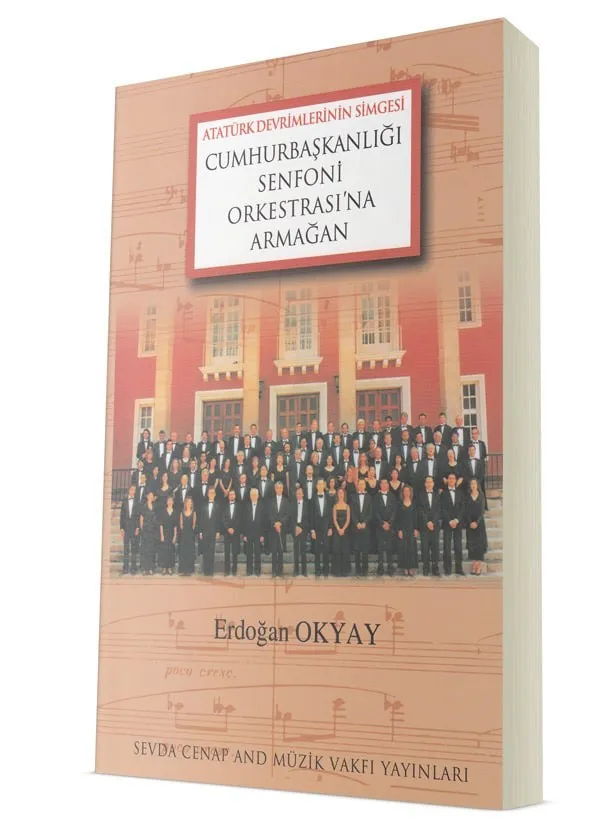 ATATÜRK DEVRİMLERİNİN SİMGESİ
CUMHURBAŞKANLIĞI
SENFONİ
ORKESTRASI'NA
ARMAĞAN
Erdoğan OKYAY
poco cresc.
SEVDA CENAP AND MÜZİK VAKFI YAYINLARI